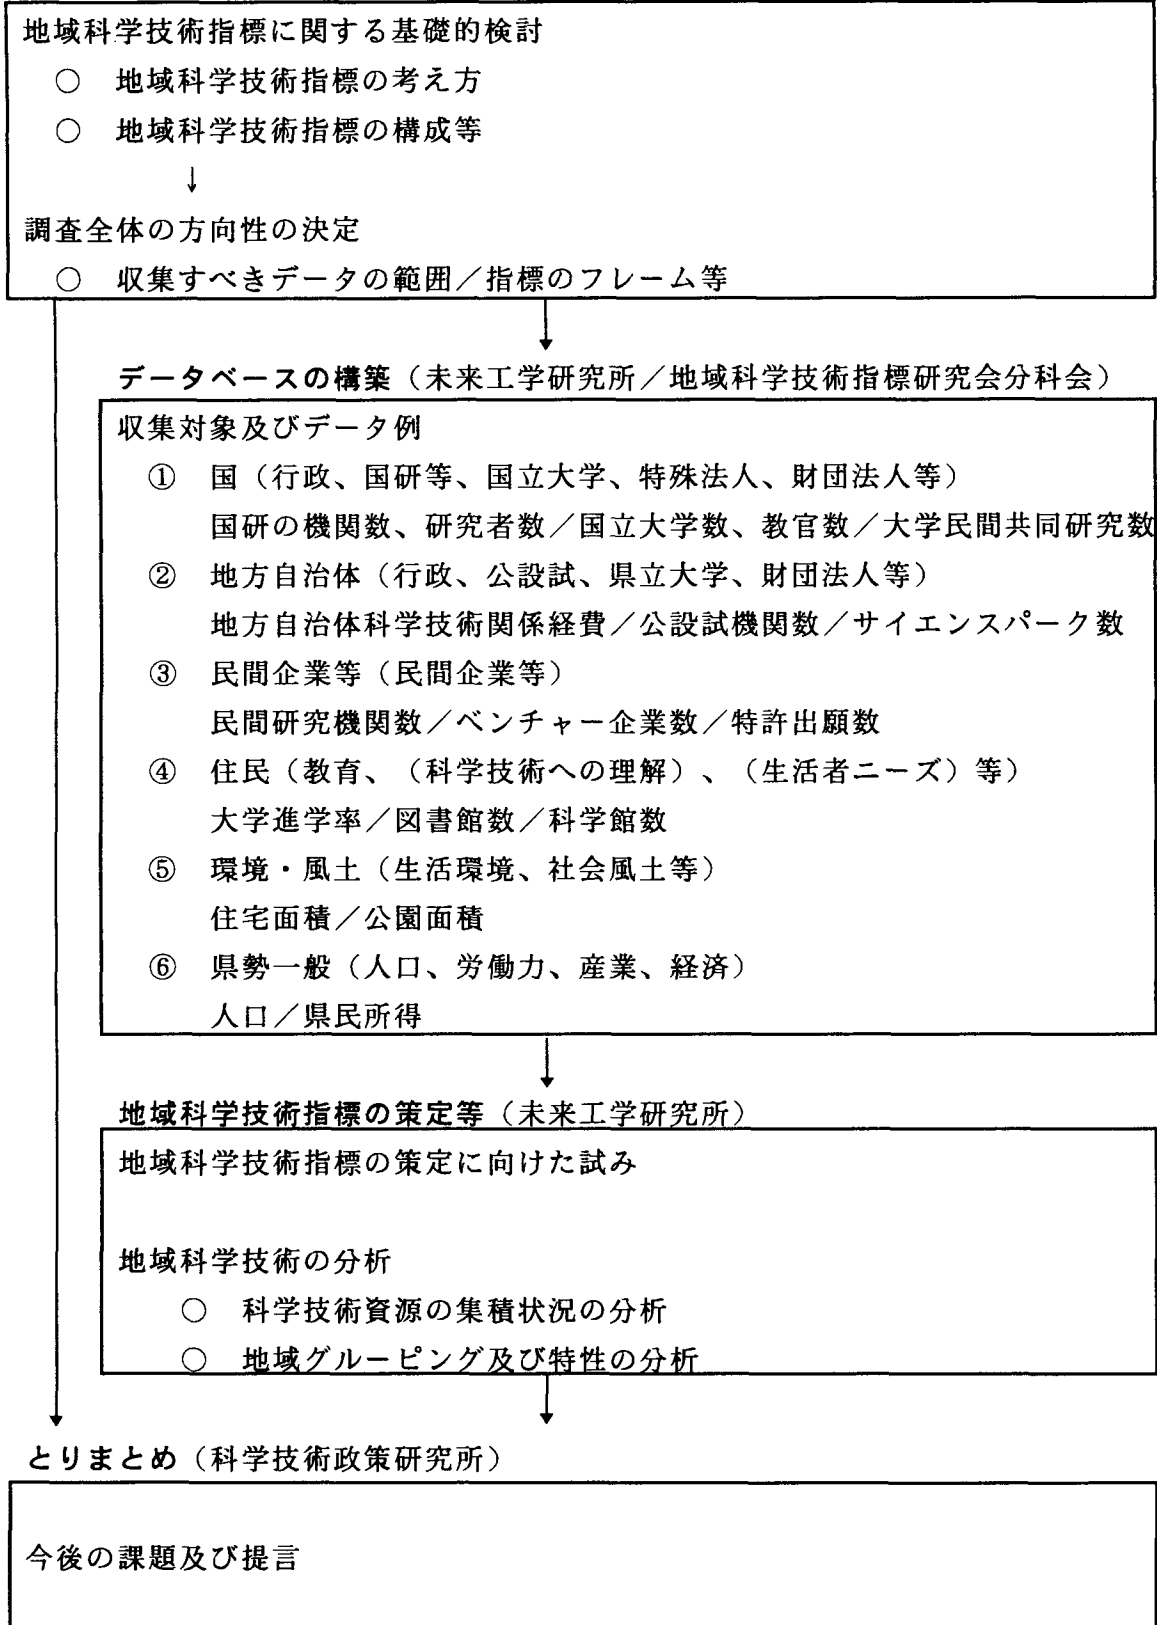 地域科学技術指標に関する基礎的検討
○ 地域科学技術指標の考え方
○ 地域科学技術指標の構成等
↓
調査全体の方向性の決定
○ 収集すべきデータの範囲／指標のフレーム等
データベースの構築（未来工学研究所／地域科学技術指標研究会分科会）
収集対象及びデータ例
① 国（行政、国研等、国立大学、特殊法人、財団法人等）
国研の機関数、研究者数／国立大学数、教官数／大学民間共同研究数
② 地方自治体（行政、公設試、県立大学、財団法人等）
地方自治体科学技術関係経費／公設試機関数／サイエンスパーク数
③ 民間企業等（民間企業等）
民間研究機関数／ベンチャー企業数／特許出願数
④ 住民（教育、（科学技術への理解）、（生活者ニーズ）等）
大学進学率／図書館数／科学館数
⑤ 環境・風土（生活環境、社会風土等）
住宅面積／公園面積
⑥ 県勢一般（人口、労働力、産業、経済）
人口／県民所得
地域科学技術指標の策定等（未来工学研究所）
地域科学技術指標の策定に向けた試み
地域科学技術の分析
○ 科学技術資源の集積状況の分析
○ 地域グルーピング及び特性の分析
とりまとめ（科学技術政策研究所）
今後の課題及び提言